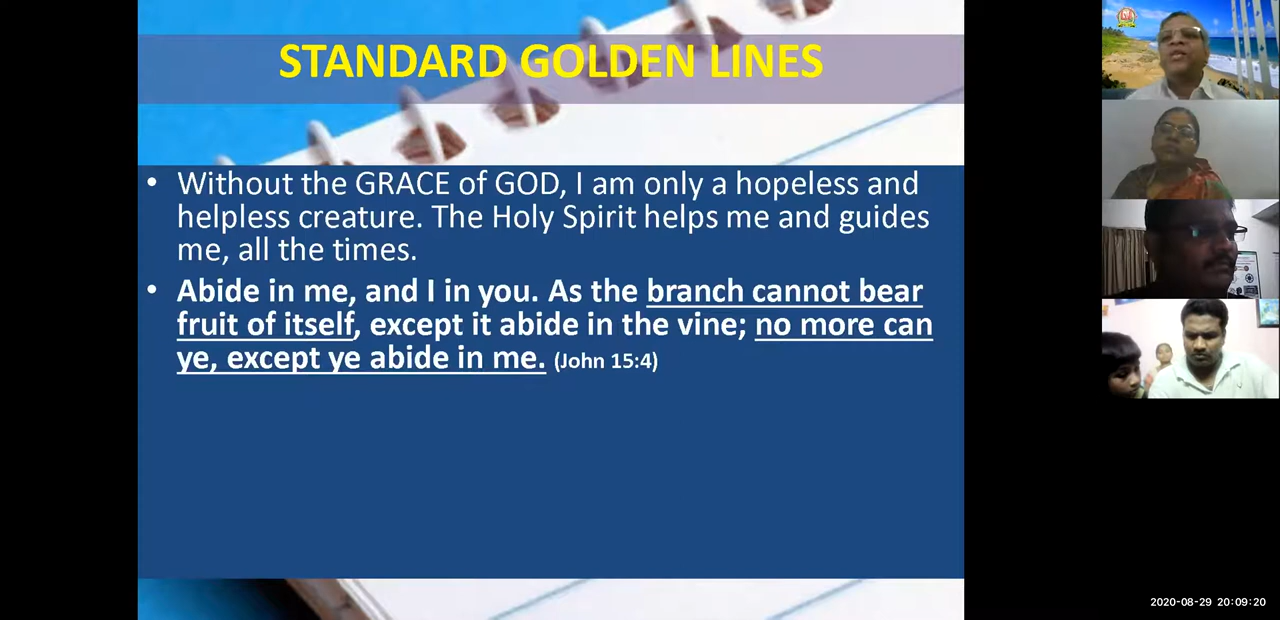 STANDARD GOLDEN LINES
• Without the GRACE of GOD, I am only a hopeless and
helpless creature. The Holy Spirit helps me and guides
me, all the times.
• Abide in me, and I in you. As the branch cannot bear
fruit of itself, except it abide in the vine; no more can
ye, except ye abide in me. (John 15:4)
2020-08-29 20:09:20